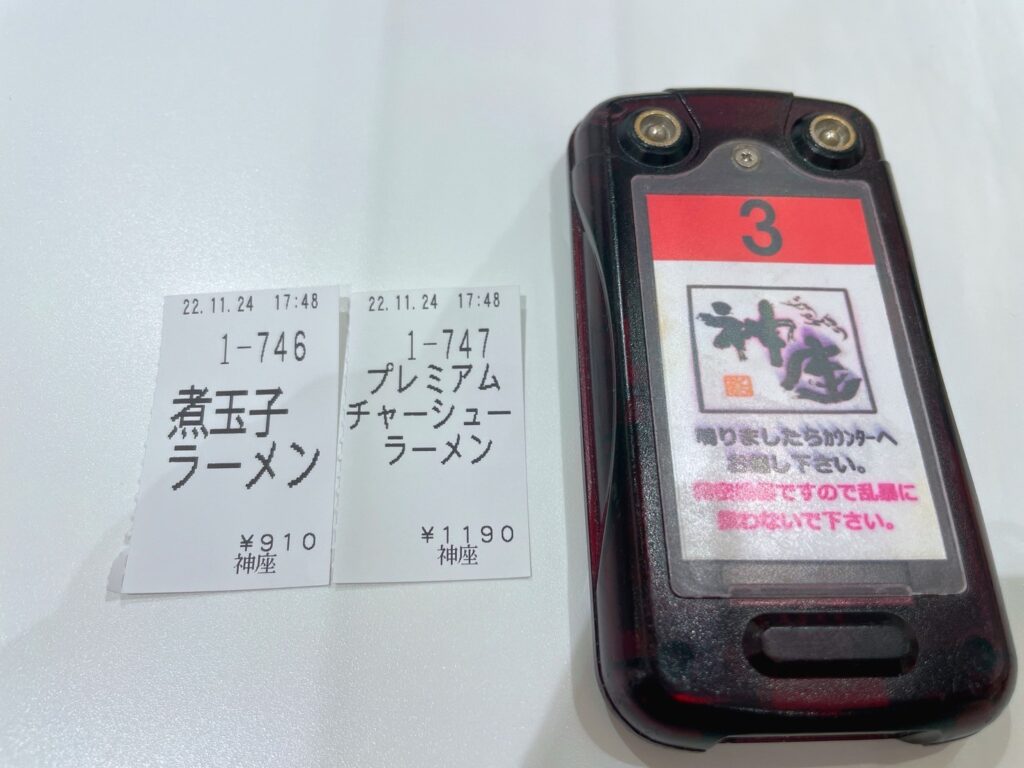 22.11.24 17:48
1-746
煮玉子
ラーメン
¥910
神座
22.11.24 17:48
1-747
プレミアム
チャーシュー
ラーメン
¥1190
神座
3
神座
鳴りましたらカウンターへ
お越し下さい。
精密機器ですので乱暴に
扱わないで下さい。